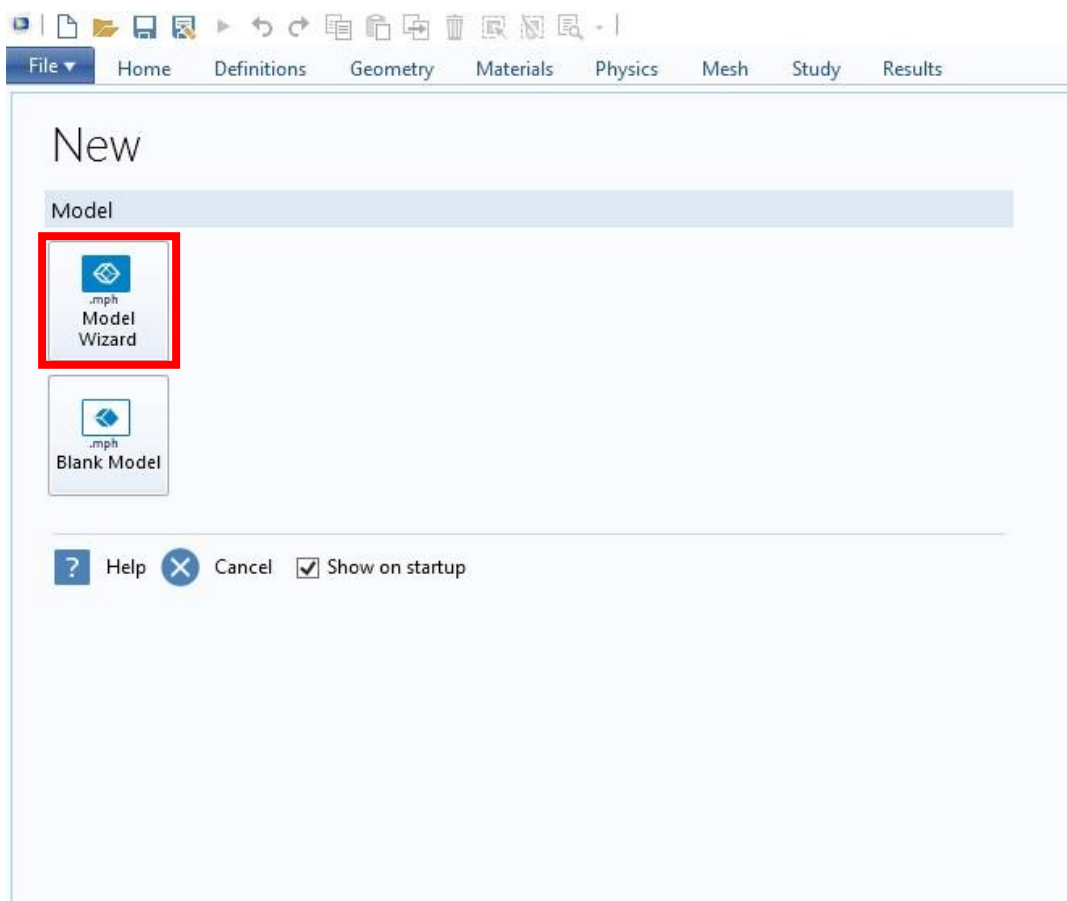 File Home Definitions Geometry Materials Physics Mesh Study Results
New
Model
.mph
Model
Wizard
.mph
Blank Model
? Help Cancel Show on startup